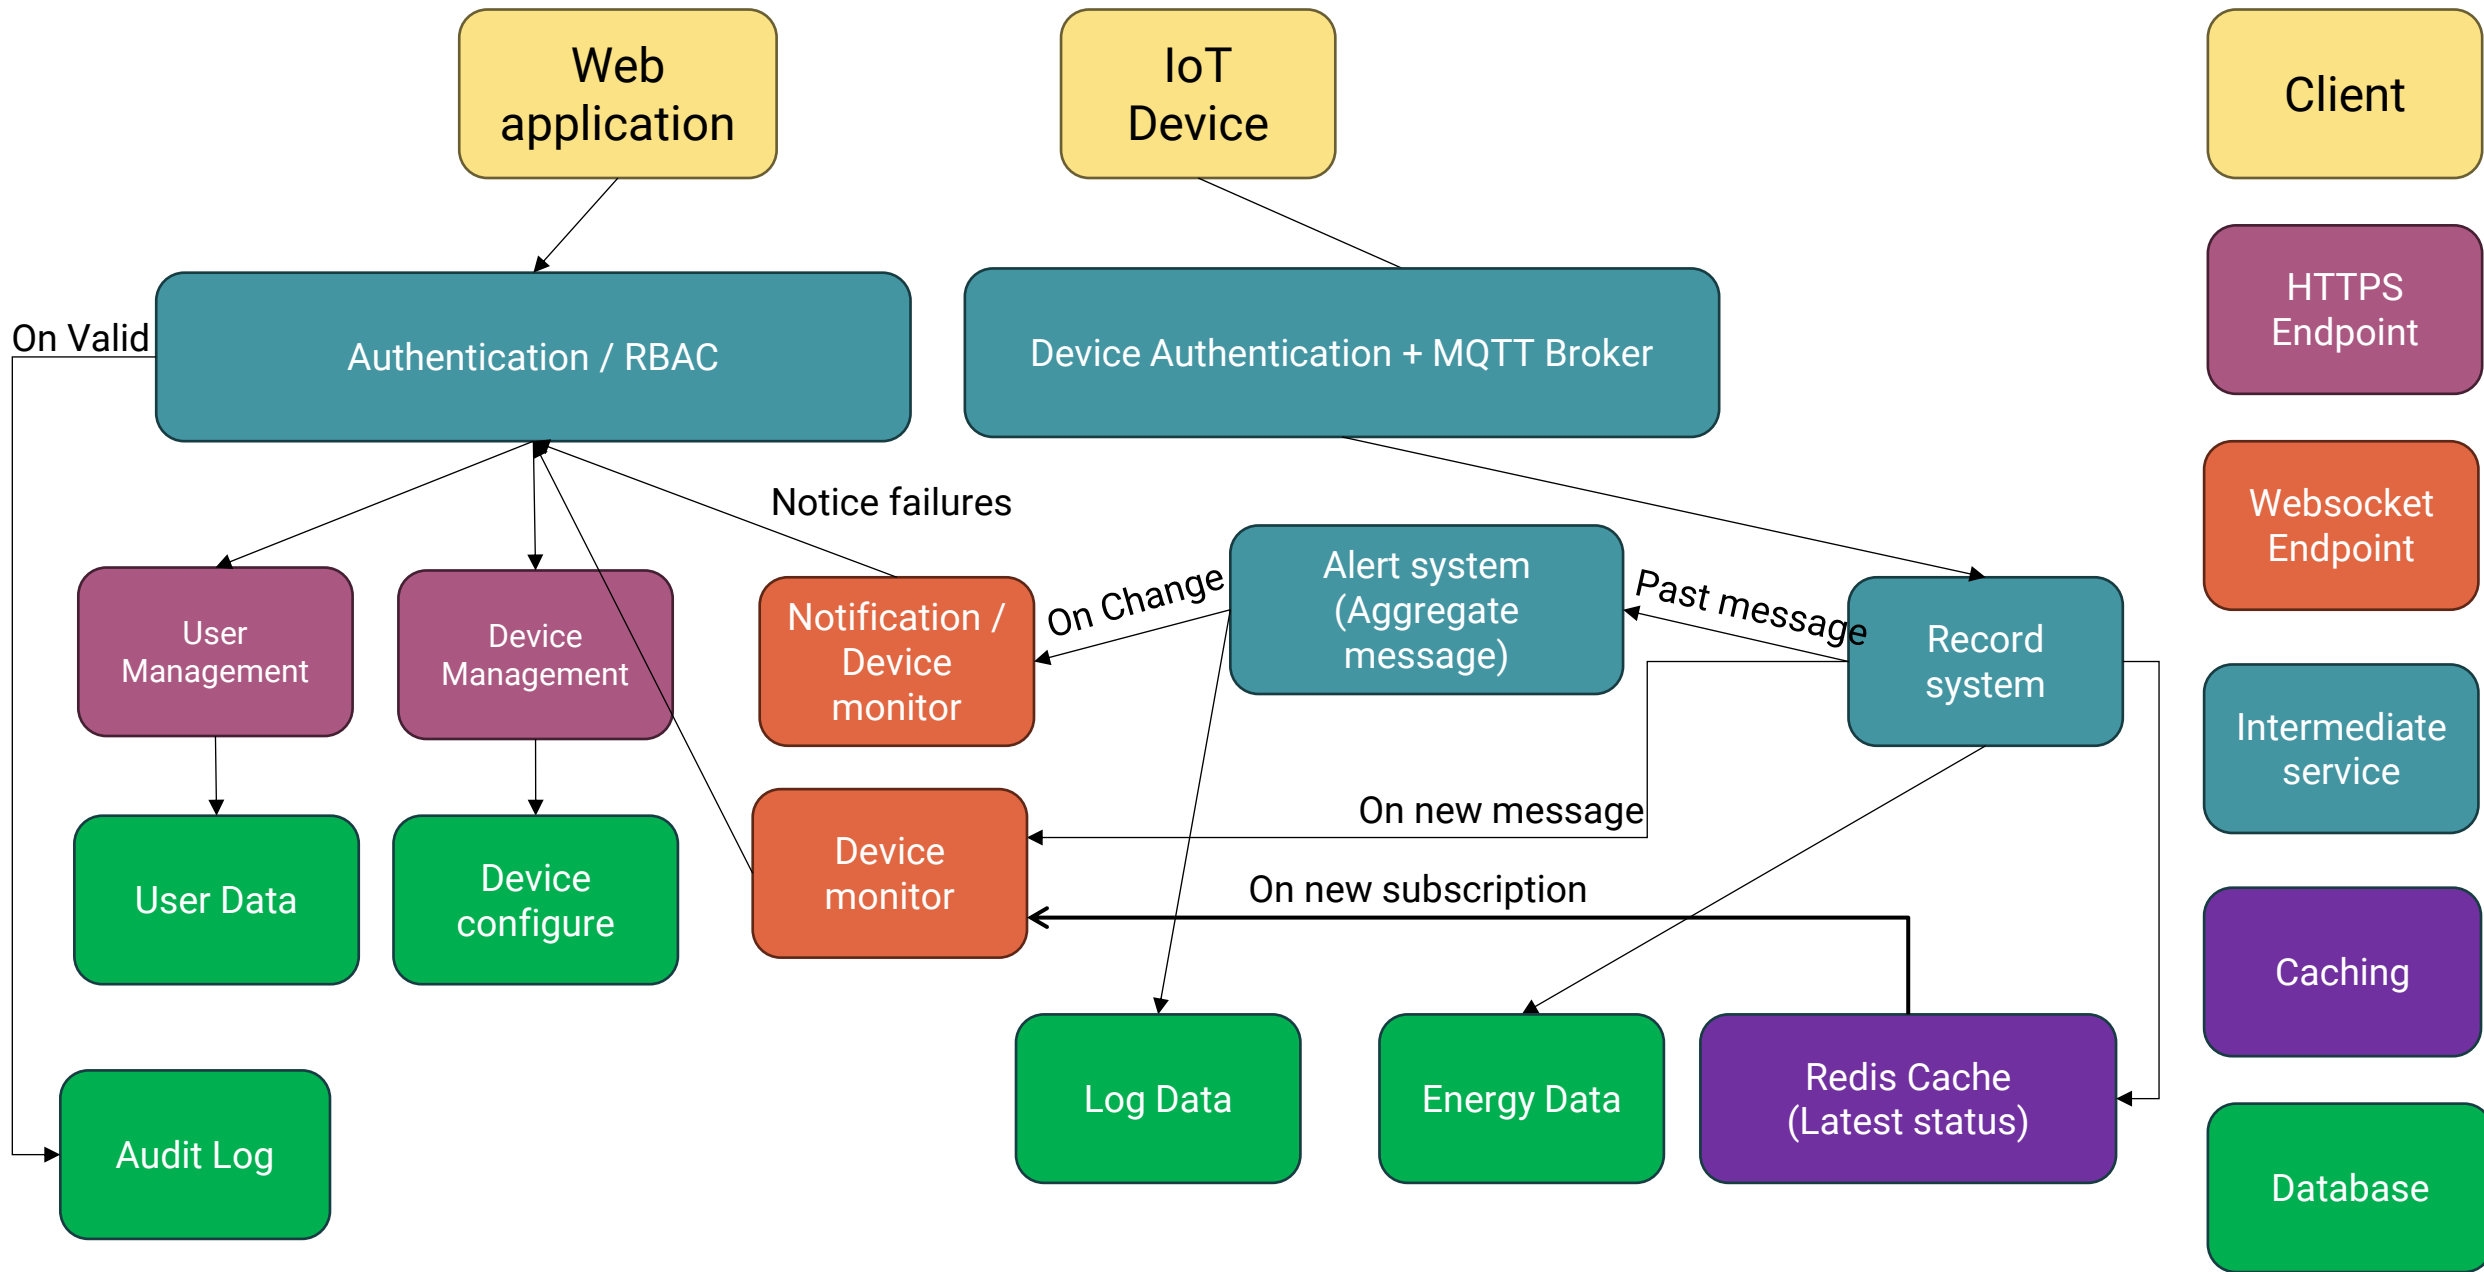 Web
application
IoT
Device
Client
HTTPS
Endpoint
On Valid
Authentication / RBAC
Device Authentication + MQTT Broker
Websocket
Endpoint
Notice failures
User
Management
Device
Management
Notification /
Device
monitor
On Change
Alert system
(Aggregate
message)
Past message
Record
system
Intermediate
service
On new message
Device
monitor
On new subscription
User Data
Device
configure
Caching
Log Data
Energy Data
Redis Cache
(Latest status)
Audit Log
Database